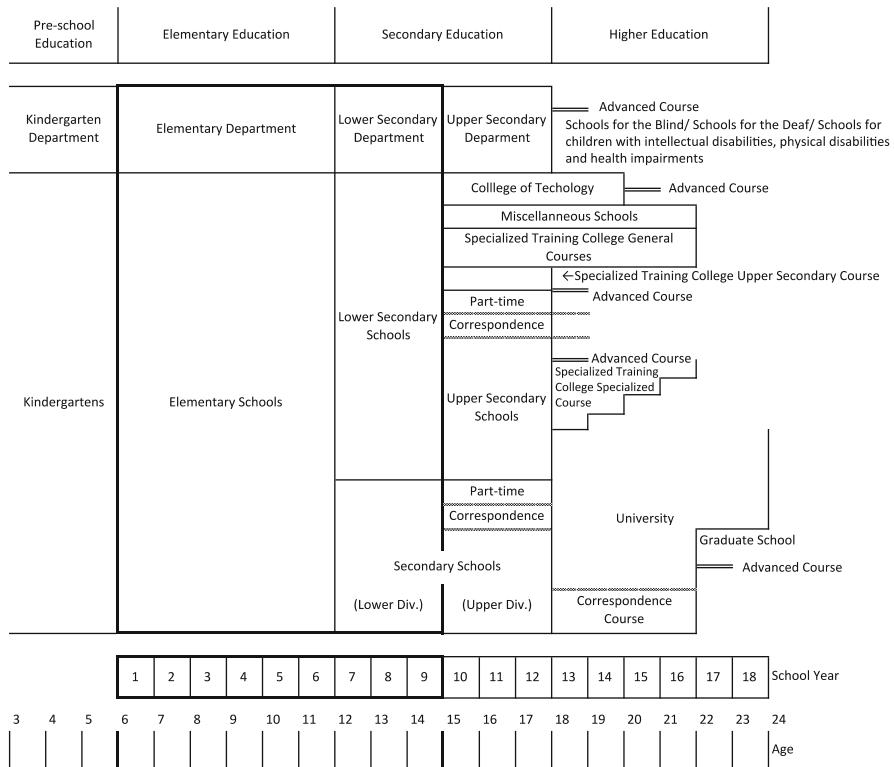 Pre-school
Education
Elementary Education
Secondary Education
Higher Education
Kindergarten
Department
Elementary Department
Lower Secondary
Department
Upper Secondary
Deparment
Advanced Course
Schools for the Blind/ Schools for the Deaf/ Schools for
children with intellectual disabilities, physical disabilities
and health impairments
Colllege of Techology
Advanced Course
Miscellaneous Schools
Specialized Training College General
Courses
←Specialized Training College Upper Secondary Course
Advanced Course
Part-time
Correspondence
Lower Secondary
Schools
Advanced Course
Specialized Training
College Specialized
Course
Kindergartens
Elementary Schools
Upper Secondary
Schools
Part-time
Correspondence
University
Graduate School
Secondary Schools
Advanced Course
(Lower Div.)
(Upper Div.)
Correspondence
Course
1 2 3 4 5 6 7 8 9 10 11 12 13 14 15 16 17 18 School Year
3 4 5 6 7 8 9 10 11 12 13 14 15 16 17 18 19 20 21 22 23 24
Age